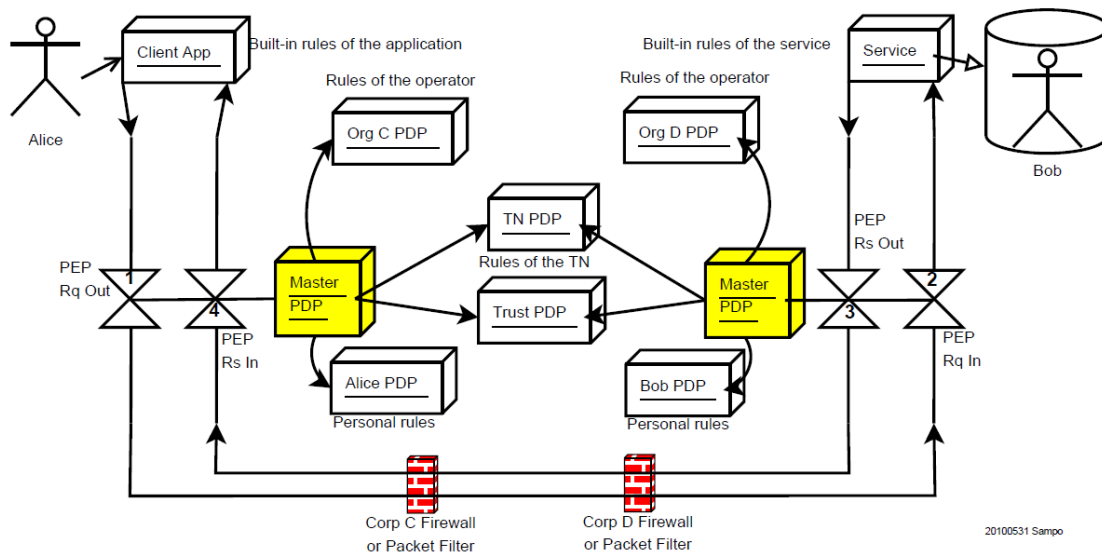 Client App
Built-in rules of the application
Alice
Rules of the operator
Org C PDP
Built-in rules of the service
Service
Rules of the operator
Org D PDP
Bob
TN PDP
Rules of the TN
PEP
Rq Out
1
4
PEP
Rs In
Master
PDP
Trust PDP
Master
PDP
PEP
Rs Out
3
2
PEP
Rq In
Alice PDP
Personal rules
Bob PDP
Personal rules
Corp C Firewall
or Packet Filter
Corp D Firewall
or Packet Filter
20100531 Sampo